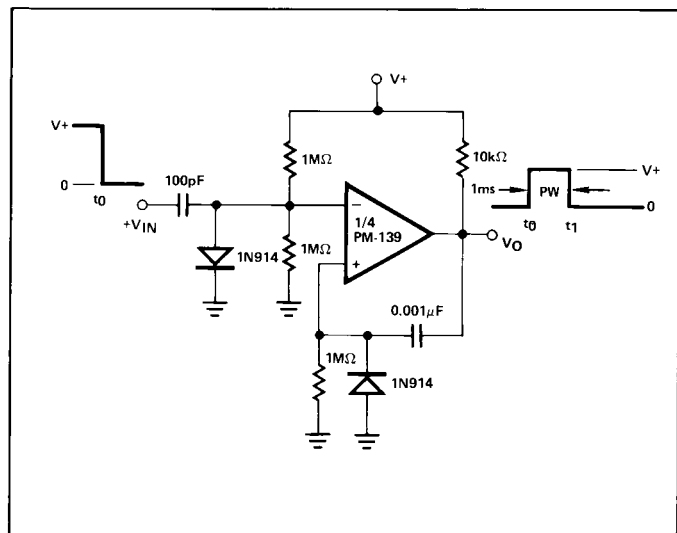 V+
V+
0
t0
+VIN
100pF
1MΩ
10kΩ
1N914
1MΩ
−
1/4
PM-139
+
1ms
PW
V+
0
t0
t1
VO
0.001μF
1MΩ
1N914